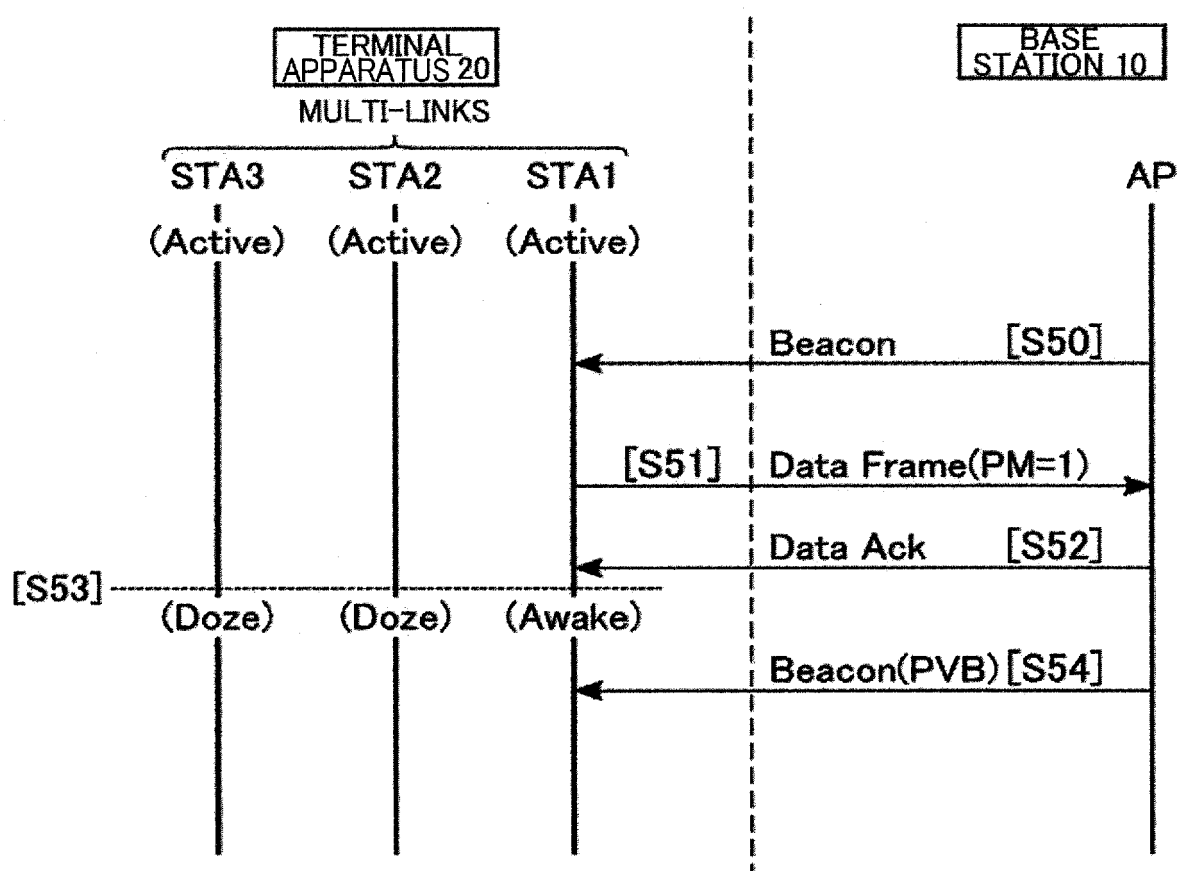 TERMINAL
APPARATUS 20
BASE
STATION 10
MULTI-LINKS
STA3 STA2 STA1 AP
(Active) (Active) (Active)
Beacon [S50]
[S51] Data Frame(PM=1)
Data Ack [S52]
[S53]
(Doze) (Doze) (Awake)
Beacon(PVB) [S54]